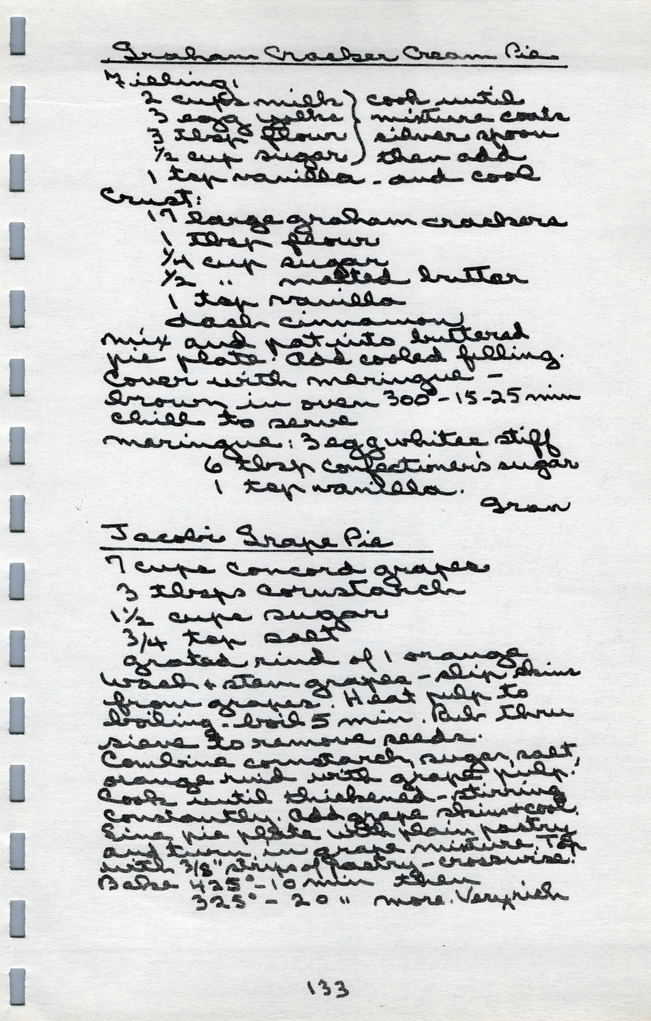 Graham Cracker Cream Pie
Filling:
2 cups milk } cook until
3 egg yolks } mixture coats
3 tbsp flour } silver spoon
1/2 cup sugar } then add
1 tsp vanilla - and cool
Crust:
17 large graham crackers
1 tbsp flour
1/4 cup sugar
1/2 " melted butter
1 tsp vanilla
dash cinnamon
mix and pat into buttered
pie plate. Add cooled filling.
Cover with meringue -
brown in oven 300° - 15-25 min
chill to serve
meringue: 3 egg whites stiff
6 tbsp confectioner's sugar
1 tsp vanilla.
Gran
Jacob's Grape Pie
7 cups concord grapes
3 tbsps cornstarch
1 1/2 cups sugar
3/4 tsp salt
grated rind of 1 orange
Wash & stem grapes - slip skins
from grapes. Heat pulp to
boiling - boil 5 min. Rub thru
sieve to remove seeds.
Combine cornstarch, sugar, salt,
orange rind with grape pulp.
Cook until thickened - stirring
constantly. Add grape skins & cool.
Line pie plate with plain pastry
and turn in grape mixture. Top
with 3/8" strips of pastry - crosswise.
Bake 425° - 10 min then
325° - 20 " more. Very rich
133